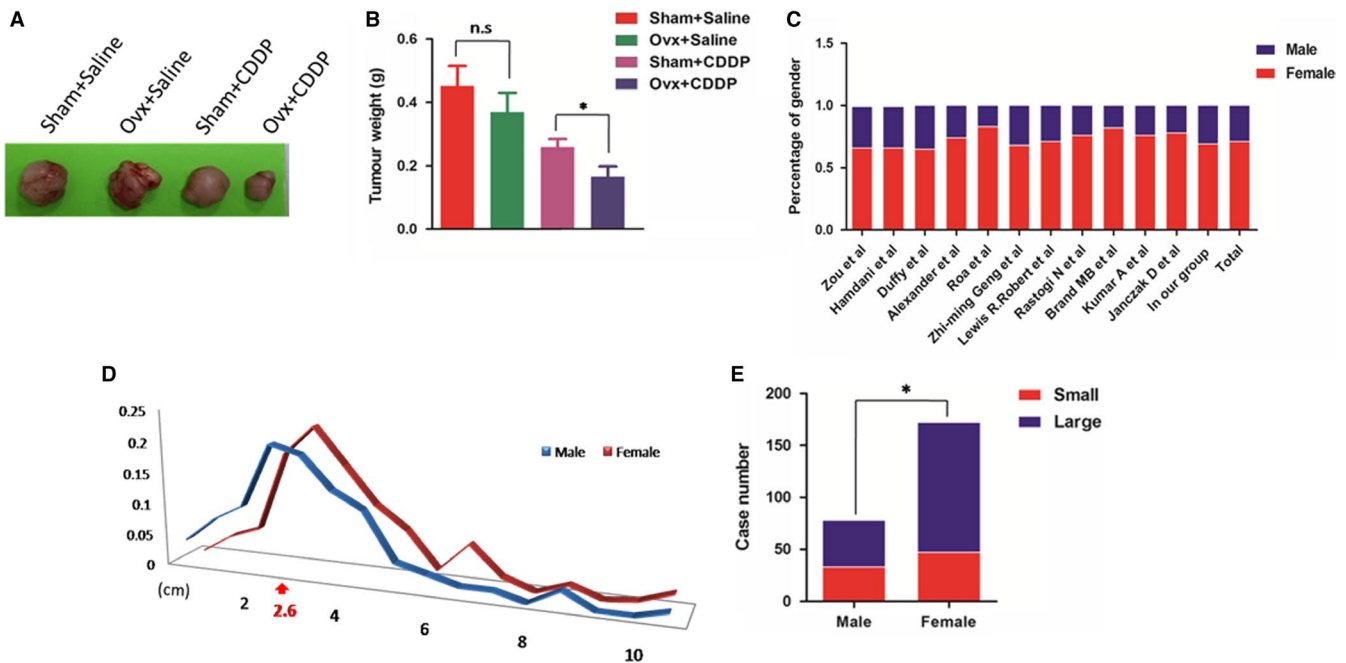 A
Sham+Saline
Ovx+Saline
Sham+CDDP
Ovx+CDDP
B
Sham+Saline
Ovx+Saline
Sham+CDDP
Ovx+CDDP
n.s
*
Tumour weight (g)
0.6
0.4
0.2
0.0
C
Male
Female
Percentage of gender
1.5
1.0
0.5
0.0
Zou et al
Hamdani et al
Duffy et al
Alexander et al
Roa et al
Zhi-ming Geng et al
Lewis R.Robert et al
Rastogi N et al
Brand MB et al
Kumar A et al
Janczak D et al
In our group
Total
D
0.25
0.2
0.15
0.1
0.05
0
(cm)
2
2.6
4
6
8
10
Male
Female
E
*
Small
Large
Case number
200
150
100
50
0
Male
Female